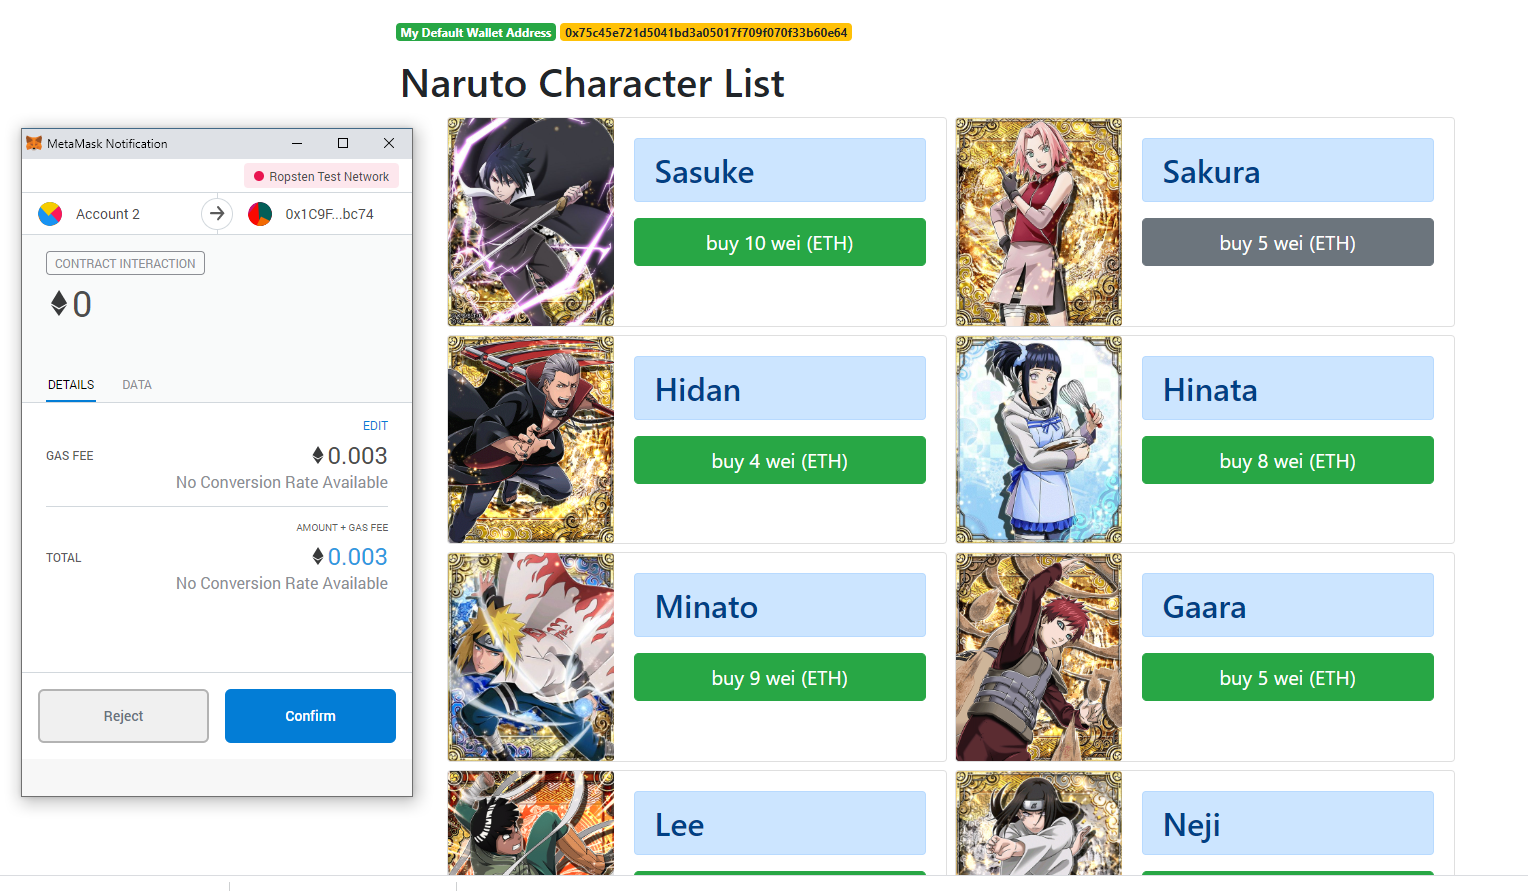 My Default Wallet Address 0x75c45e721d5041bd3a05017f709f070f33b60e64
Naruto Character List
MetaMask Notification
Ropsten Test Network
Account 2
0x1C9F...bc74
CONTRACT INTERACTION
0
DETAILS
DATA
EDIT
GAS FEE
0.003
No Conversion Rate Available
AMOUNT + GAS FEE
TOTAL
0.003
No Conversion Rate Available
Reject
Confirm
Sasuke
buy 10 wei (ETH)
Sakura
buy 5 wei (ETH)
Hidan
buy 4 wei (ETH)
Hinata
buy 8 wei (ETH)
Minato
buy 9 wei (ETH)
Gaara
buy 5 wei (ETH)
Lee
Neji